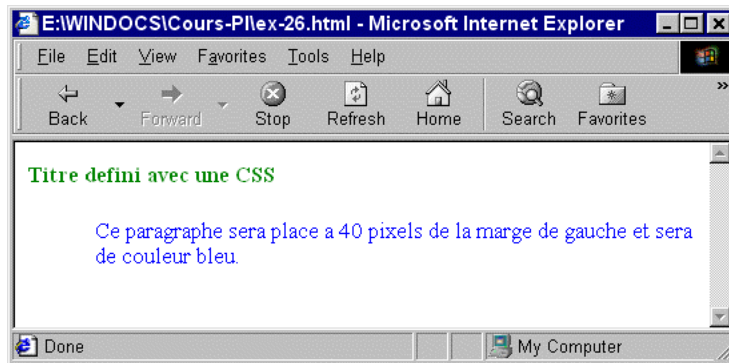 E:\WINDOCS\Cours-PI\ex-26.html - Microsoft Internet Explorer
File Edit View Favorites Tools Help
Back Forward Stop Refresh Home Search Favorites »
Titre defini avec une CSS
Ce paragraphe sera place a 40 pixels de la marge de gauche et sera
de couleur bleu.
Done My Computer